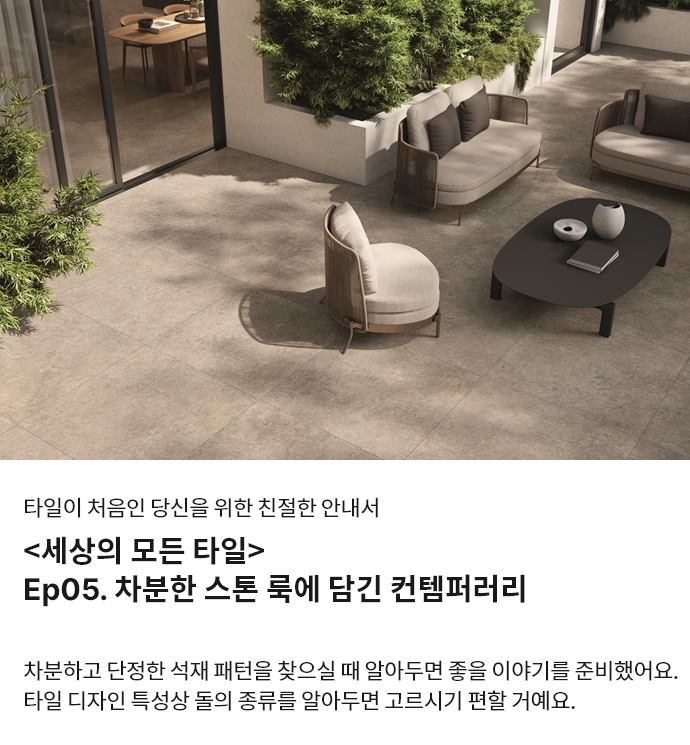 타일이 처음인 당신을 위한 친절한 안내서
<세상의 모든 타일>
Ep05. 차분한 스톤 룩에 담긴 컨템퍼러리
차분하고 단정한 석재 패턴을 찾으실 때 알아두면 좋을 이야기를 준비했어요.
타일 디자인 특성상 돌의 종류를 알아두면 고르시기 편할 거예요.